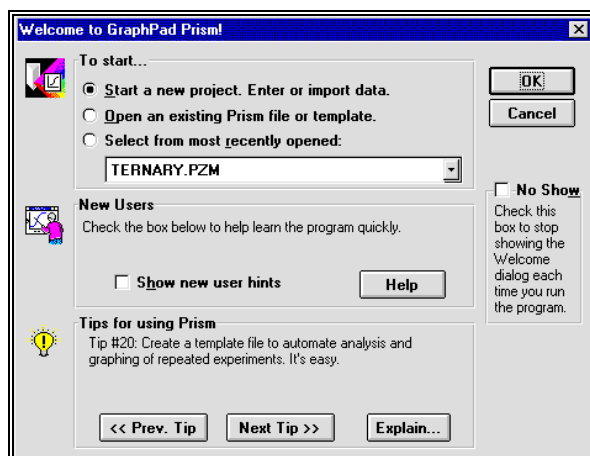 Welcome to GraphPad Prism!
To start...
Start a new project. Enter or import data.
Open an existing Prism file or template.
Select from most recently opened:
TERNARY.PZM
OK
Cancel
New Users
Check the box below to help learn the program quickly.
Show new user hints
Help
No Show
Check this
box to stop
showing the
Welcome
dialog each
time you run
the program.
Tips for using Prism
Tip #20: Create a template file to automate analysis and
graphing of repeated experiments. It's easy.
<< Prev. Tip
Next Tip >>
Explain...